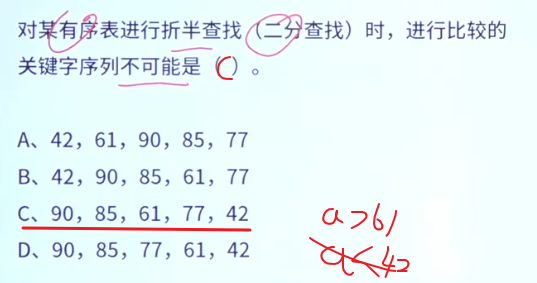 对某有序表进行折半查找（二分查找）时，进行比较的
关键字序列不可能是（C）。
A、42，61，90，85，77
B、42，90，85，61，77
C、90，85，61，77，42
D、90，85，77，61，42
a>61
a<42